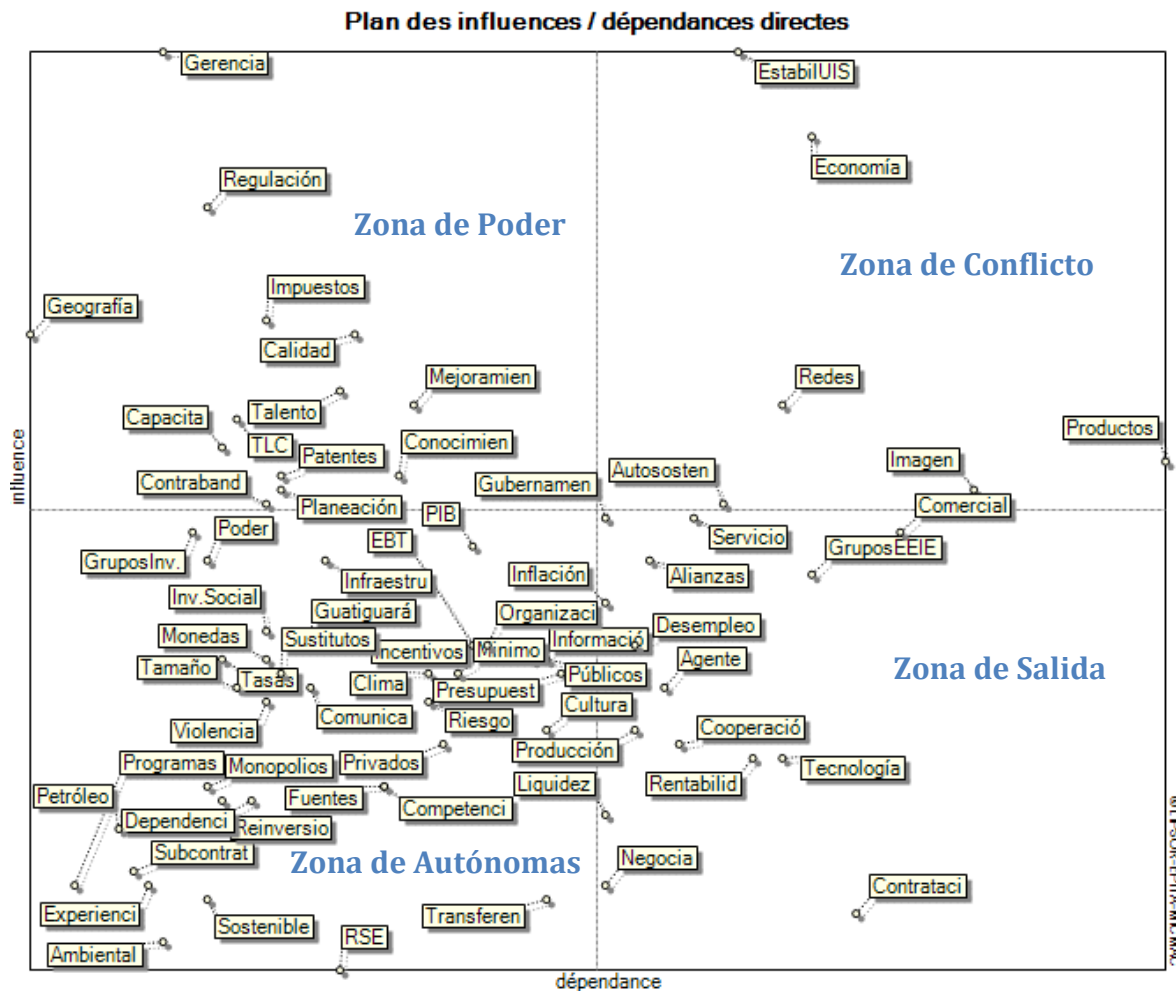 Plan des influences / dépendances directes
Gerencia
EstabilUIS
Economía
Regulación
Zona de Poder
Zona de Conflicto
Impuestos
Geografía
Calidad
Mejoramien
Redes
Talento
Capacita
Productos
TLC
Conocimien
Patentes
Imagen
Autososten
Contraband
Gubernamen
influence
Planeación
Comercial
PIB
Poder
EBT
Servicio
GruposInv.
GruposEEIE
Infraestru
Inflación
Alianzas
Inv.Social
Guatiguará
Organizaci
Desempleo
Monedas
Sustitutos
Incentivos
Mínimo
Informació
Agente
Tamaño
Tasas
Clima
Públicos
Zona de Salida
Presupuest
Cultura
Comunica
Riesgo
Violencia
Cooperació
Producción
Programas
Monopolios
Privados
Tecnología
Liquidez
Rentabilid
Petróleo
Fuentes
Competenci
Dependenci
Reinversio
Subcontrat
Zona de Autónomas
Negocia
Contrataci
Experienci
Sostenible
Transferen
RSE
Ambiental
dépendance